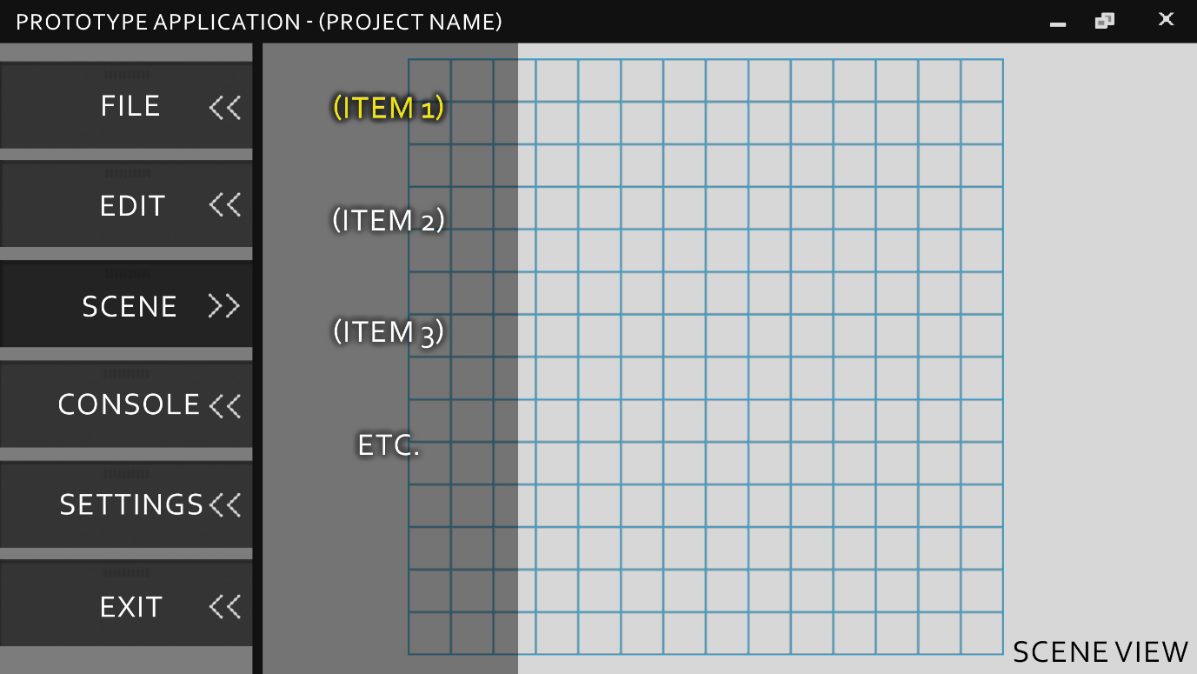 PROTOTYPE APPLICATION - (PROJECT NAME)
FILE
EDIT
SCENE
CONSOLE
SETTINGS
EXIT
(ITEM 1)
(ITEM 2)
(ITEM 3)
ETC.
SCENE VIEW